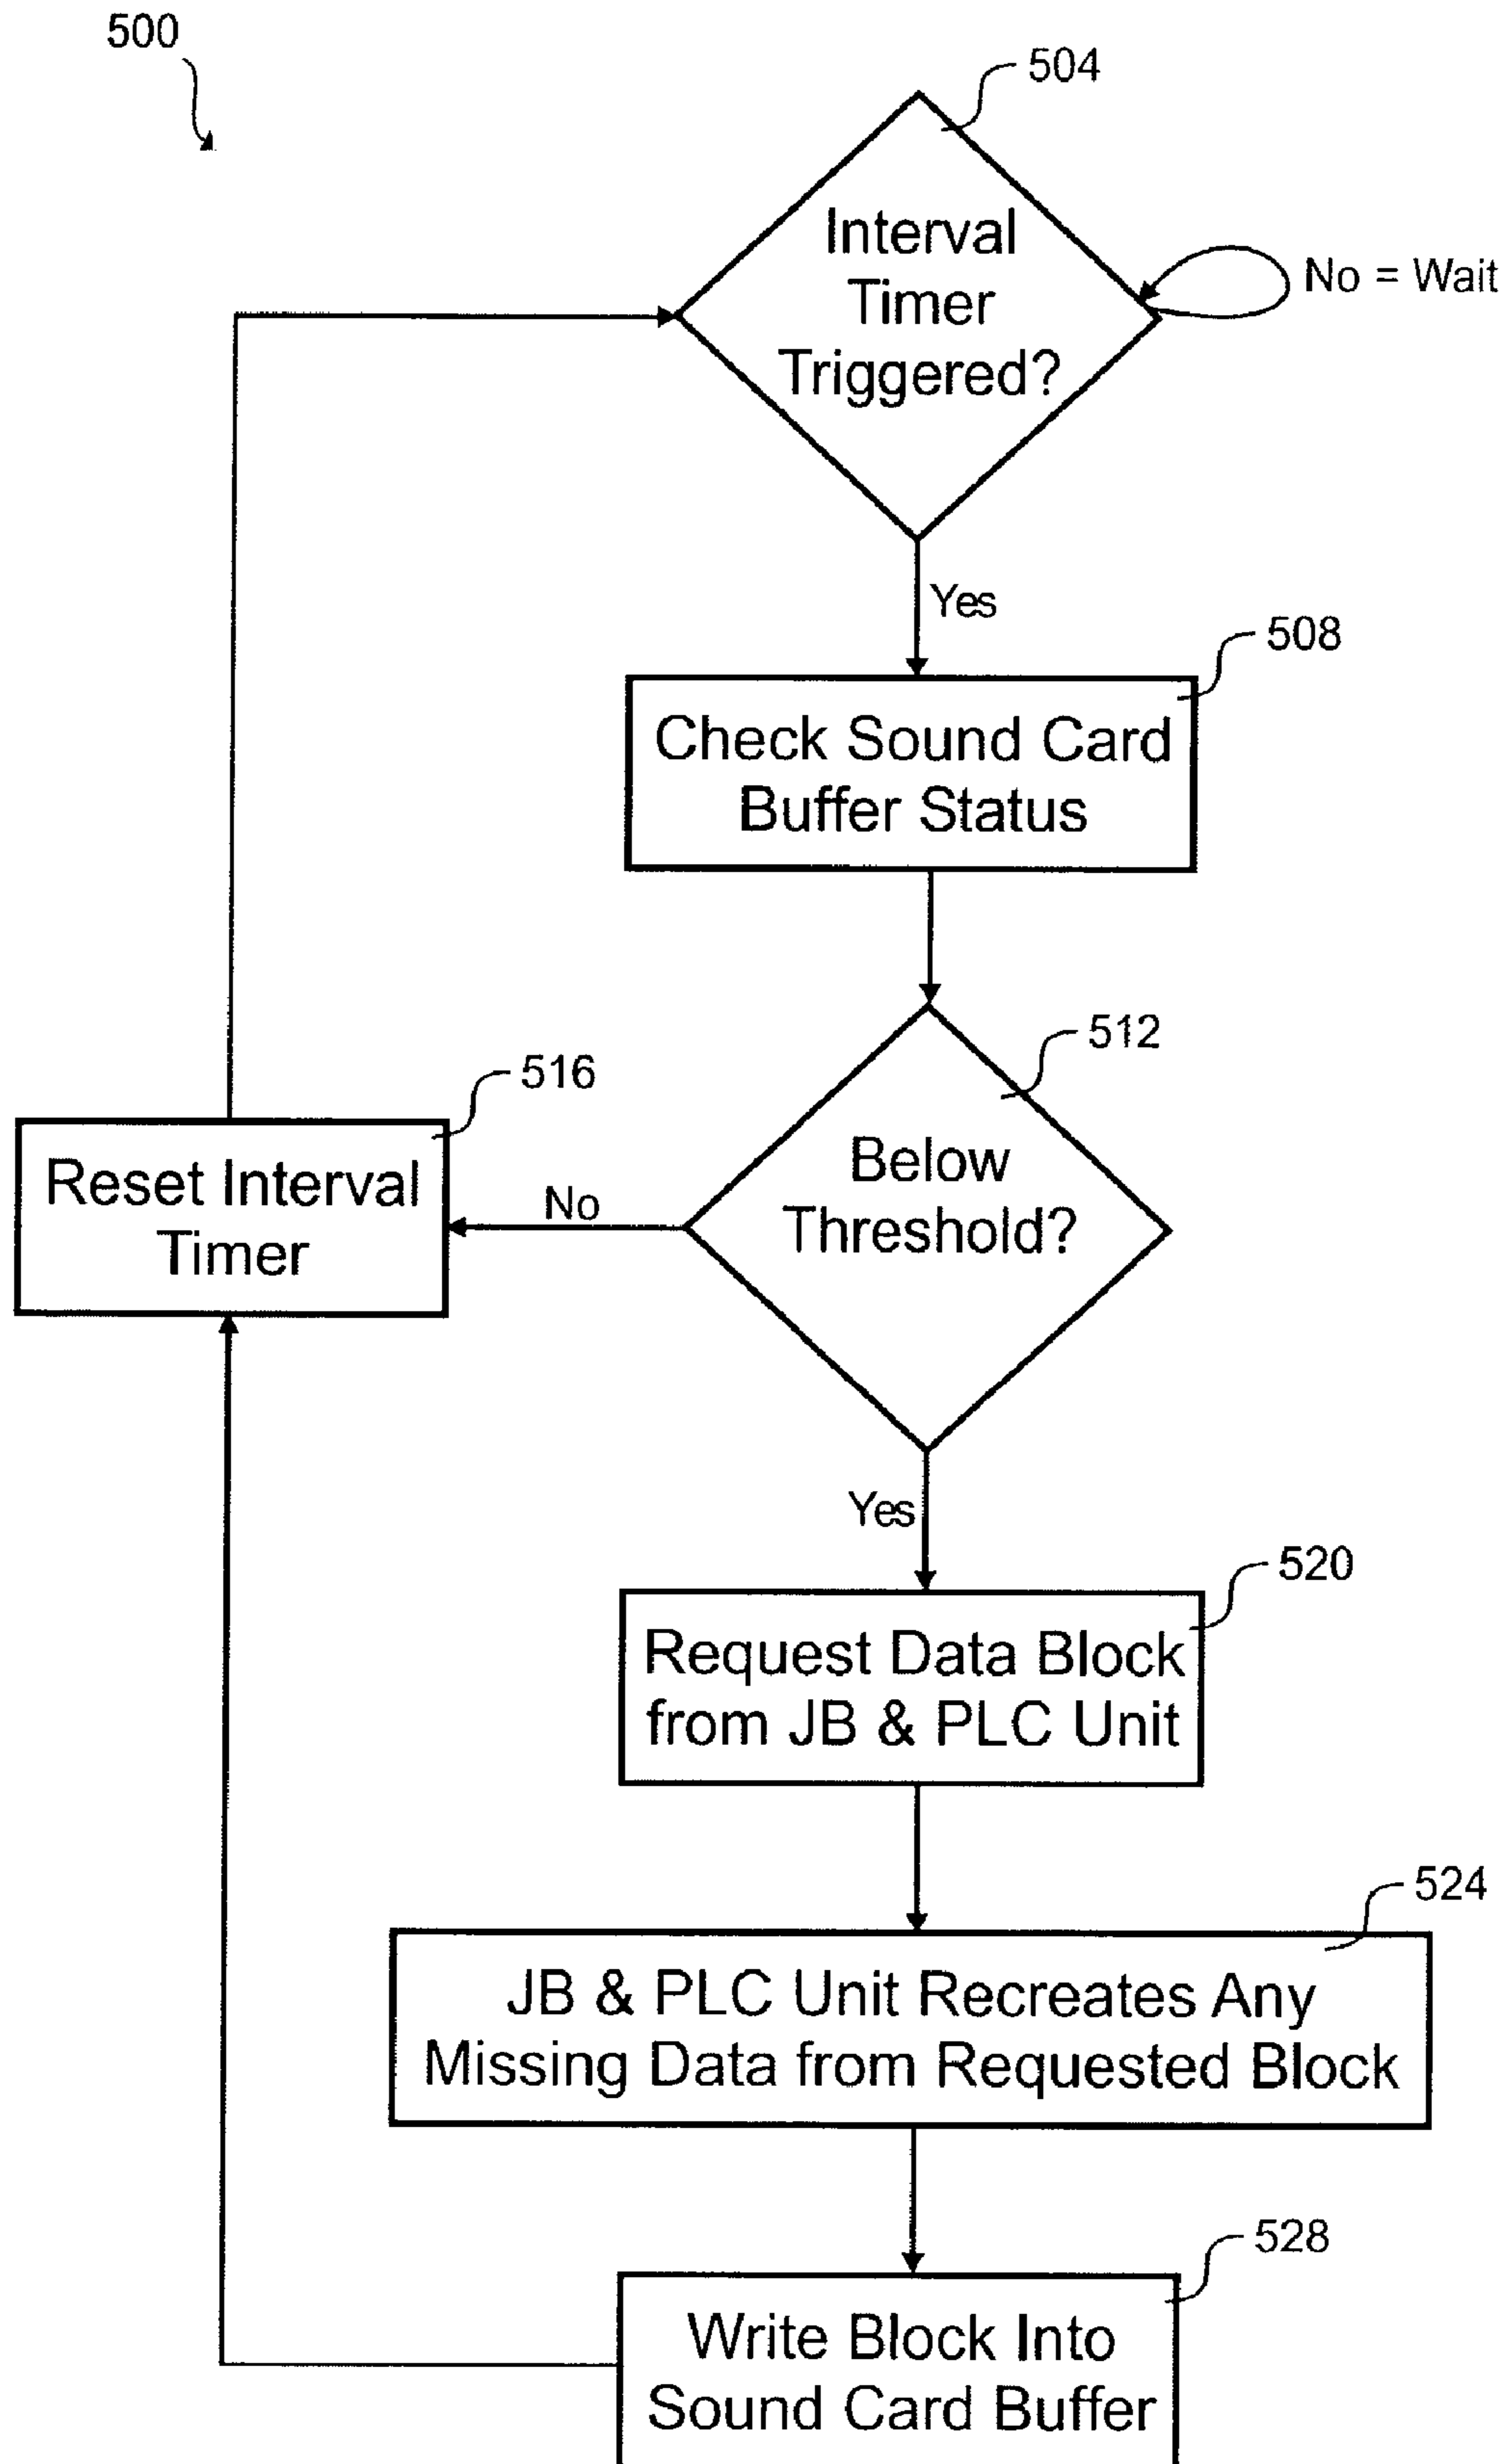 500
504
Interval
Timer
Triggered?
No = Wait
Yes
508
Check Sound Card
Buffer Status
512
Below
Threshold?
516
Reset Interval
Timer
No
Yes
520
Request Data Block
from JB & PLC Unit
524
JB & PLC Unit Recreates Any
Missing Data from Requested Block
528
Write Block Into
Sound Card Buffer